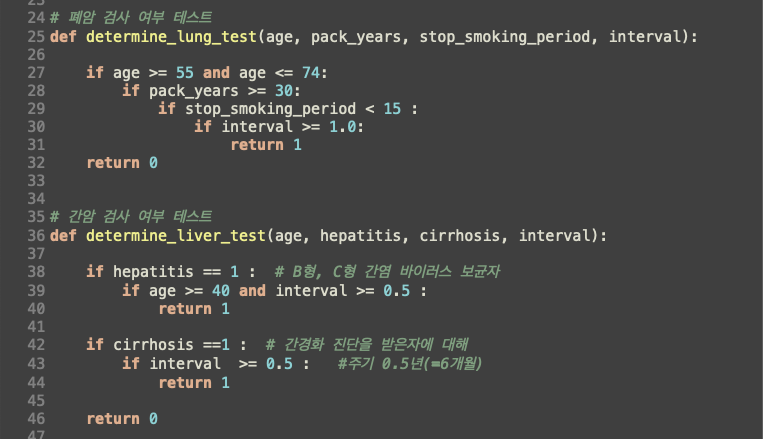 23
24 # 폐암 검사 여부 테스트
25 def determine_lung_test(age, pack_years, stop_smoking_period, interval):
26
27     if age >= 55 and age <= 74:
28         if pack_years >= 30:
29             if stop_smoking_period < 15 :
30                 if interval >= 1.0:
31                     return 1
32     return 0
33
34
35 # 간암 검사 여부 테스트
36 def determine_liver_test(age, hepatitis, cirrhosis, interval):
37
38     if hepatitis == 1 :  # B형, C형 간염 바이러스 보균자
39         if age >= 40 and interval >= 0.5 :
40             return 1
41
42     if cirrhosis ==1 :  # 간경화 진단을 받은자에 대해
43         if interval  >= 0.5 :   #주기 0.5년(=6개월)
44             return 1
45
46     return 0
47